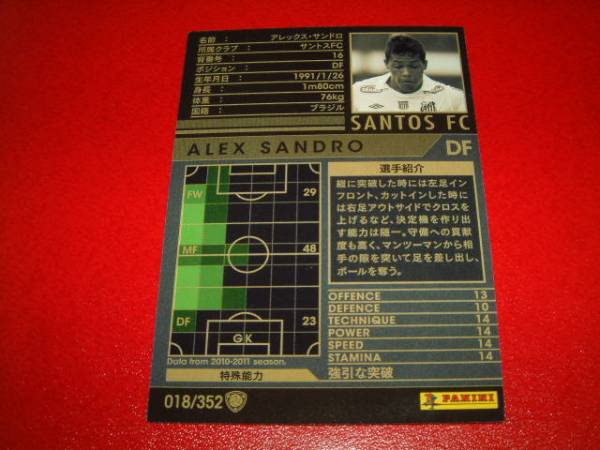 名前 : アレックス・サンドロ
所属クラブ : サントスFC
背番号 : 16
ポジション : DF
生年月日 : 1991/1/26
身長 : 1m80cm
体重 : 76kg
国籍 : ブラジル
SANTOS FC
ALEX SANDRO DF
FW 29
MF 48
DF 23
GK
Data from 2010-2011 season.
選手紹介
縦に突破した時には左足イン
フロント、カットインした時に
は右足アウトサイドでクロスを
上げるなど、決定機を作り出
す能力は随一。守備への貢献
度も高く、マンツーマンから相
手の隙を突いて足を差し出し、
ボールを奪う。
OFFENCE 13
DEFENCE 10
TECHNIQUE 14
POWER 14
SPEED 14
STAMINA 14
特殊能力 強引な突破
018/352
PANINI